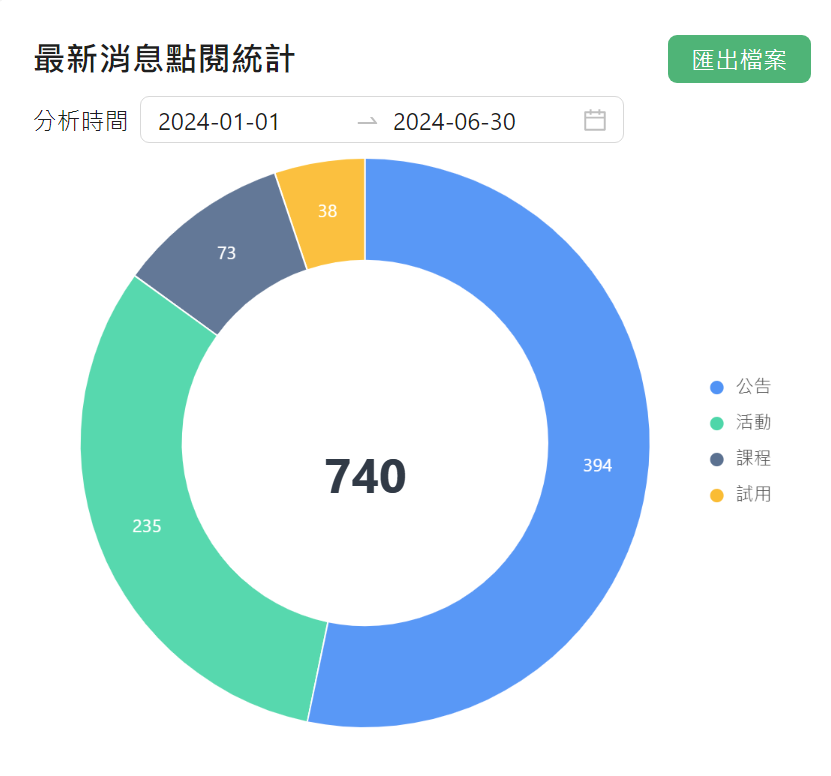 最新消息點閱統計
匯出檔案
分析時間 2024-01-01 → 2024-06-30
38
73
公告
活動
課程
試用
394
740
235